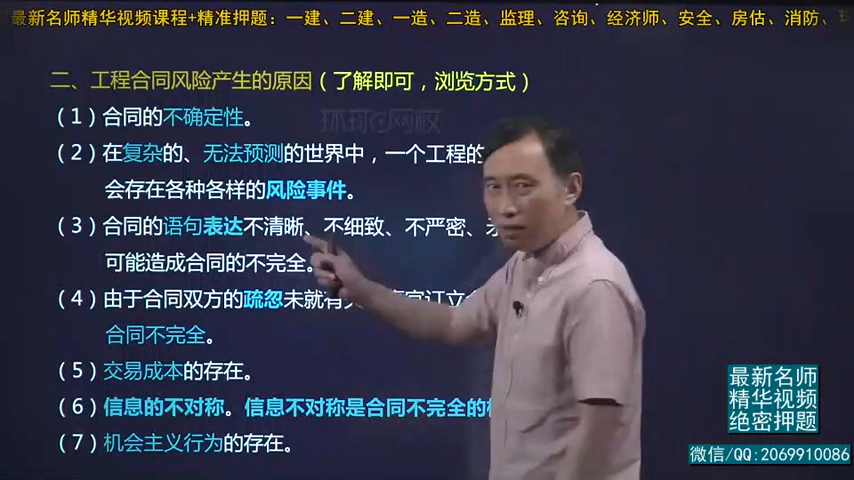 最新名师精华视频课程+精准押题：一建、二建、一造、二造、监理、咨询、经济师、安全、房估、消防、
二、工程合同风险产生的原因（了解即可，浏览方式）
（1）合同的不确定性。
环球网校
（2）在复杂的、无法预测的世界中，一个工程的
会存在各种各样的风险事件。
（3）合同的语句表达不清晰、不细致、不严密、
可能造成合同的不完全。
（4）由于合同双方的疏忽未就有
合同不完全。
（5）交易成本的存在。
（6）信息的不对称。信息不对称是合同不完全的
（7）机会主义行为的存在。
最新名师
精华视频
绝密押题
微信/QQ:2069910086